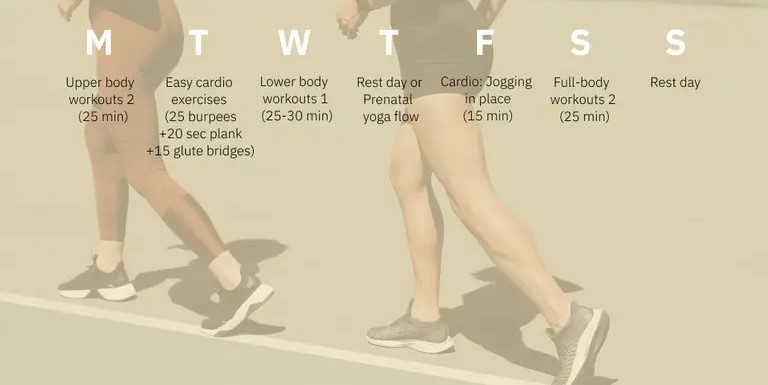 M T W T F S S
Upper body
workouts 2
(25 min)
Easy cardio
exercises
(25 burpees
+20 sec plank
+15 glute bridges)
Lower body
workouts 1
(25-30 min)
Rest day or
Prenatal
yoga flow
Cardio: Jogging
in place
(15 min)
Full-body
workouts 2
(25 min)
Rest day